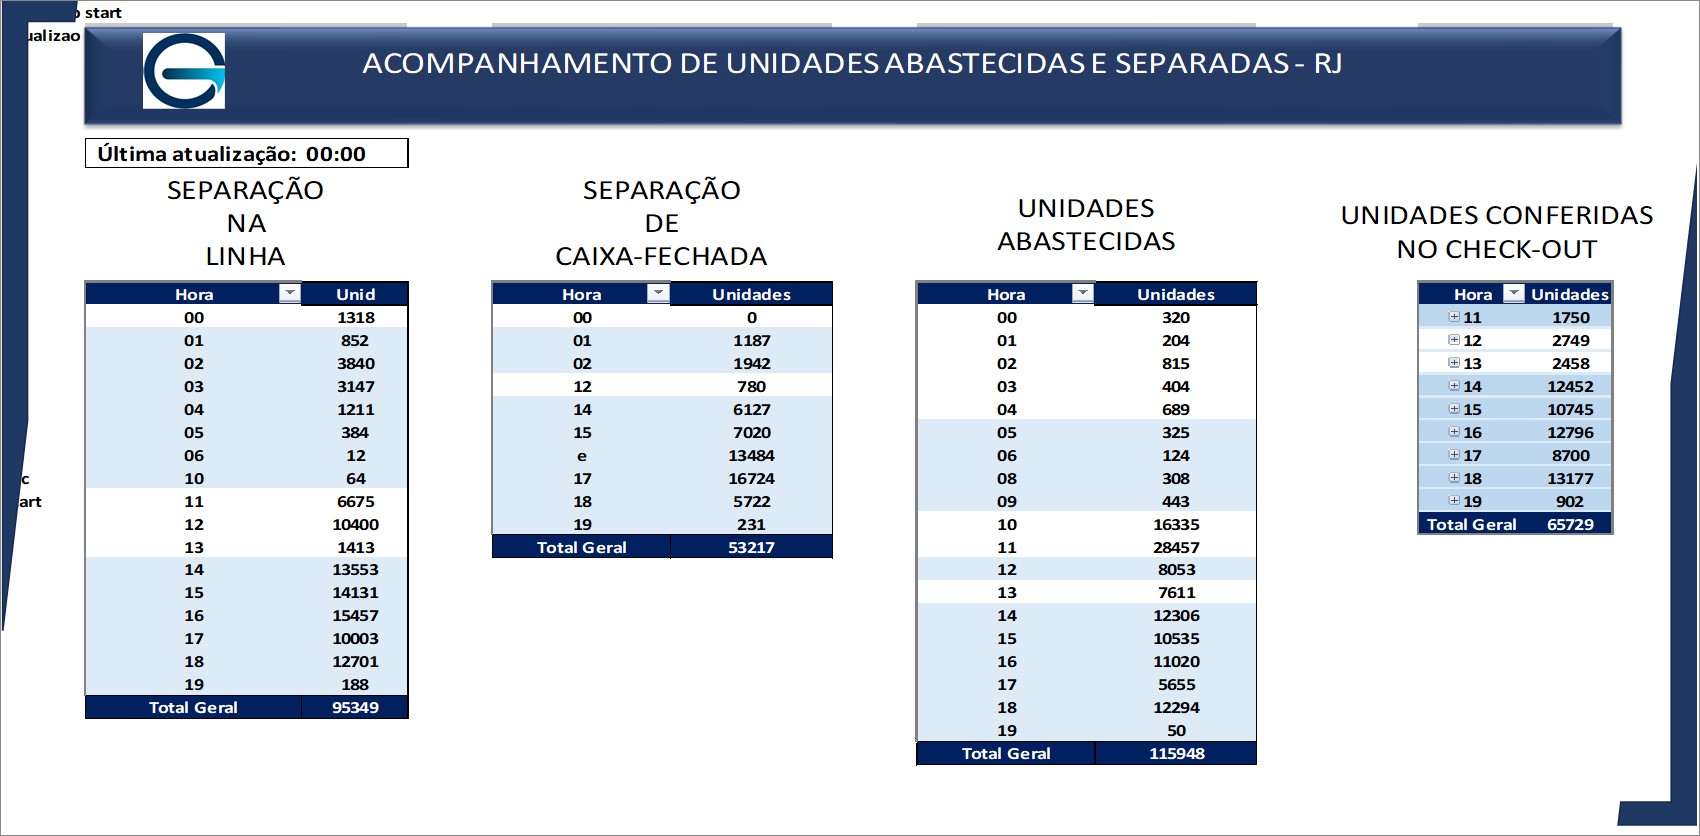 start
ualizao
ACOMPANHAMENTO DE UNIDADES ABASTECIDAS E SEPARADAS - RJ
Última atualização: 00:00
SEPARAÇÃO
NA
LINHA
Hora Unid
00 1318
01 852
02 3840
03 3147
04 1211
05 384
06 12
10 64
11 6675
12 10400
13 1413
14 13553
15 14131
16 15457
17 10003
18 12701
19 188
Total Geral 95349
SEPARAÇÃO
DE
CAIXA-FECHADA
Hora Unidades
00 0
01 1187
02 1942
12 780
14 6127
15 7020
e 13484
17 16724
18 5722
19 231
Total Geral 53217
UNIDADES
ABASTECIDAS
Hora Unidades
00 320
01 204
02 815
03 404
04 689
05 325
06 124
08 308
09 443
10 16335
11 28457
12 8053
13 7611
14 12306
15 10535
16 11020
17 5655
18 12294
19 50
Total Geral 115948
UNIDADES CONFERIDAS
NO CHECK-OUT
Hora Unidades
11 1750
12 2749
13 2458
14 12452
15 10745
16 12796
17 8700
18 13177
19 902
Total Geral 65729
c
art